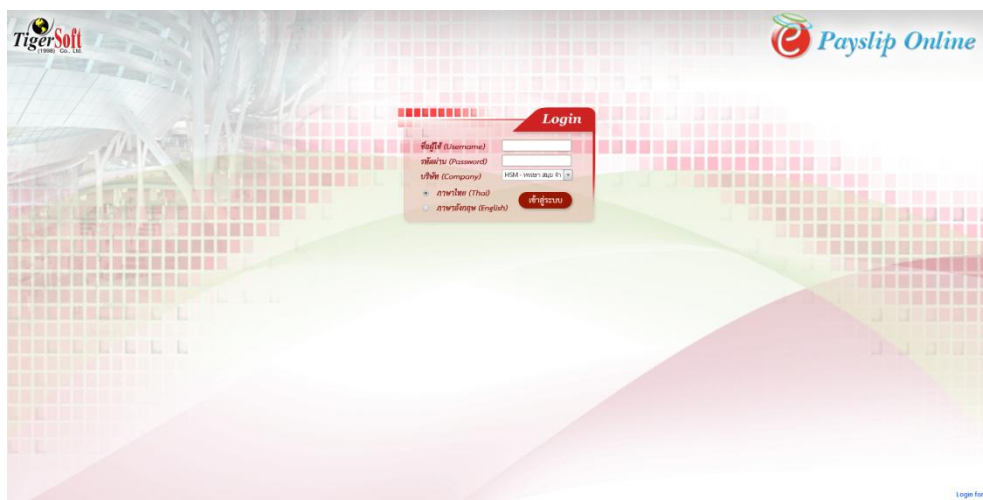 TigerSoft
(1998) Co., Ltd.
e Payslip Online
Login
ชื่อผู้ใช้ (Username)
รหัสผ่าน (Password)
บริษัท (Company)
HSM -
ภาษาไทย (Thai)
ภาษาอังกฤษ (English)
เข้าสู่ระบบ
Login for